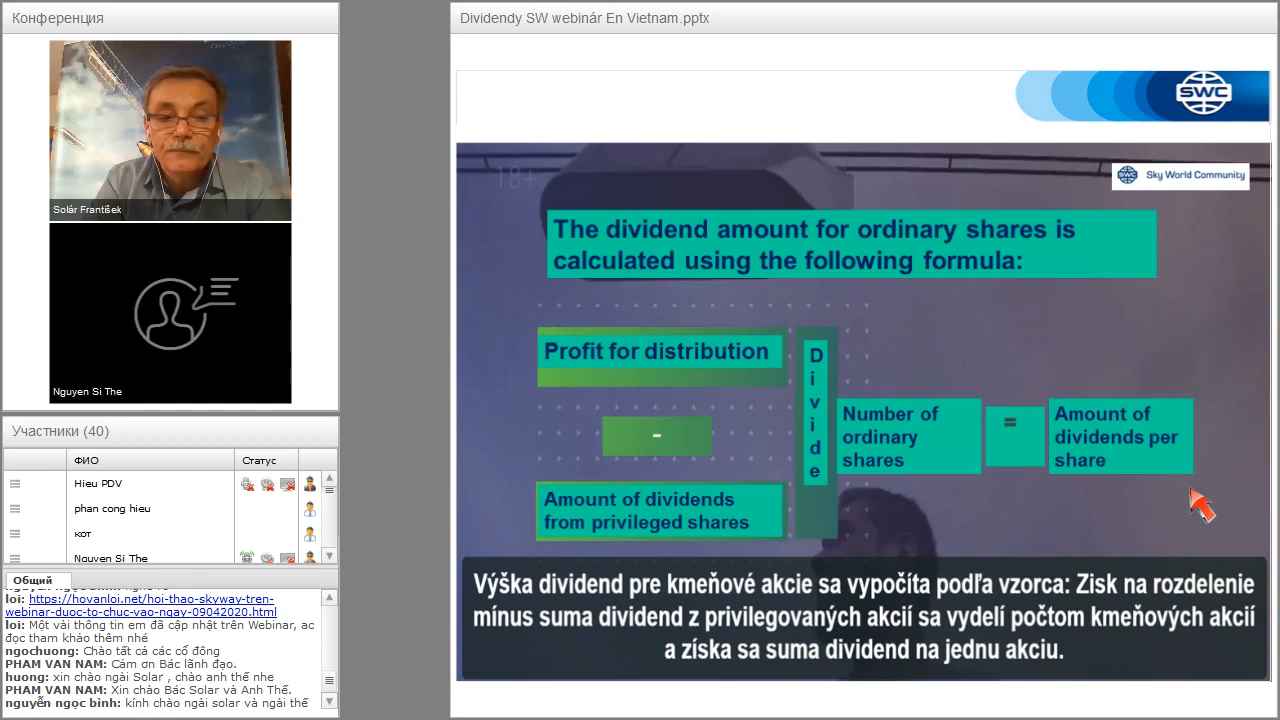 Конференция
Solár František
Nguyen Si The
Участники (40)
ФИО
Статус
Hieu PDV
phan cong hieu
кот
Nguyen Si The
Общий
loi: https://hovanloi.net/hoi-thao-skyway-tren-
webinar-duoc-to-chuc-vao-ngay-09042020.html
loi: Một vài thông tin em đã cập nhật trên Webinar, ac
đọc tham khảo thêm nhé
ngochuong: Chào tất cả các cổ đông
PHAM VAN NAM: Cám ơn Bác lãnh đạo.
huong: xin chào ngài Solar , chào anh thế nhe
PHAM VAN NAM: Xin chào Bác Solar và Anh Thế.
nguyễn ngọc bình: kính chào ngài solar và ngài thế
Dividendy SW webinár En Vietnam.pptx
SWC
18+
SWC Sky World Community
The dividend amount for ordinary shares is
calculated using the following formula:
Profit for distribution
-
Amount of dividends
from privileged shares
D
i
v
i
d
e
Number of
ordinary
shares
=
Amount of
dividends per
share
Výška dividend pre kmeňové akcie sa vypočíta podľa vzorca: Zisk na rozdelenie
mínus suma dividend z privilegovaných akcií sa vydelí počtom kmeňových akcií
a získa sa suma dividend na jednu akciu.